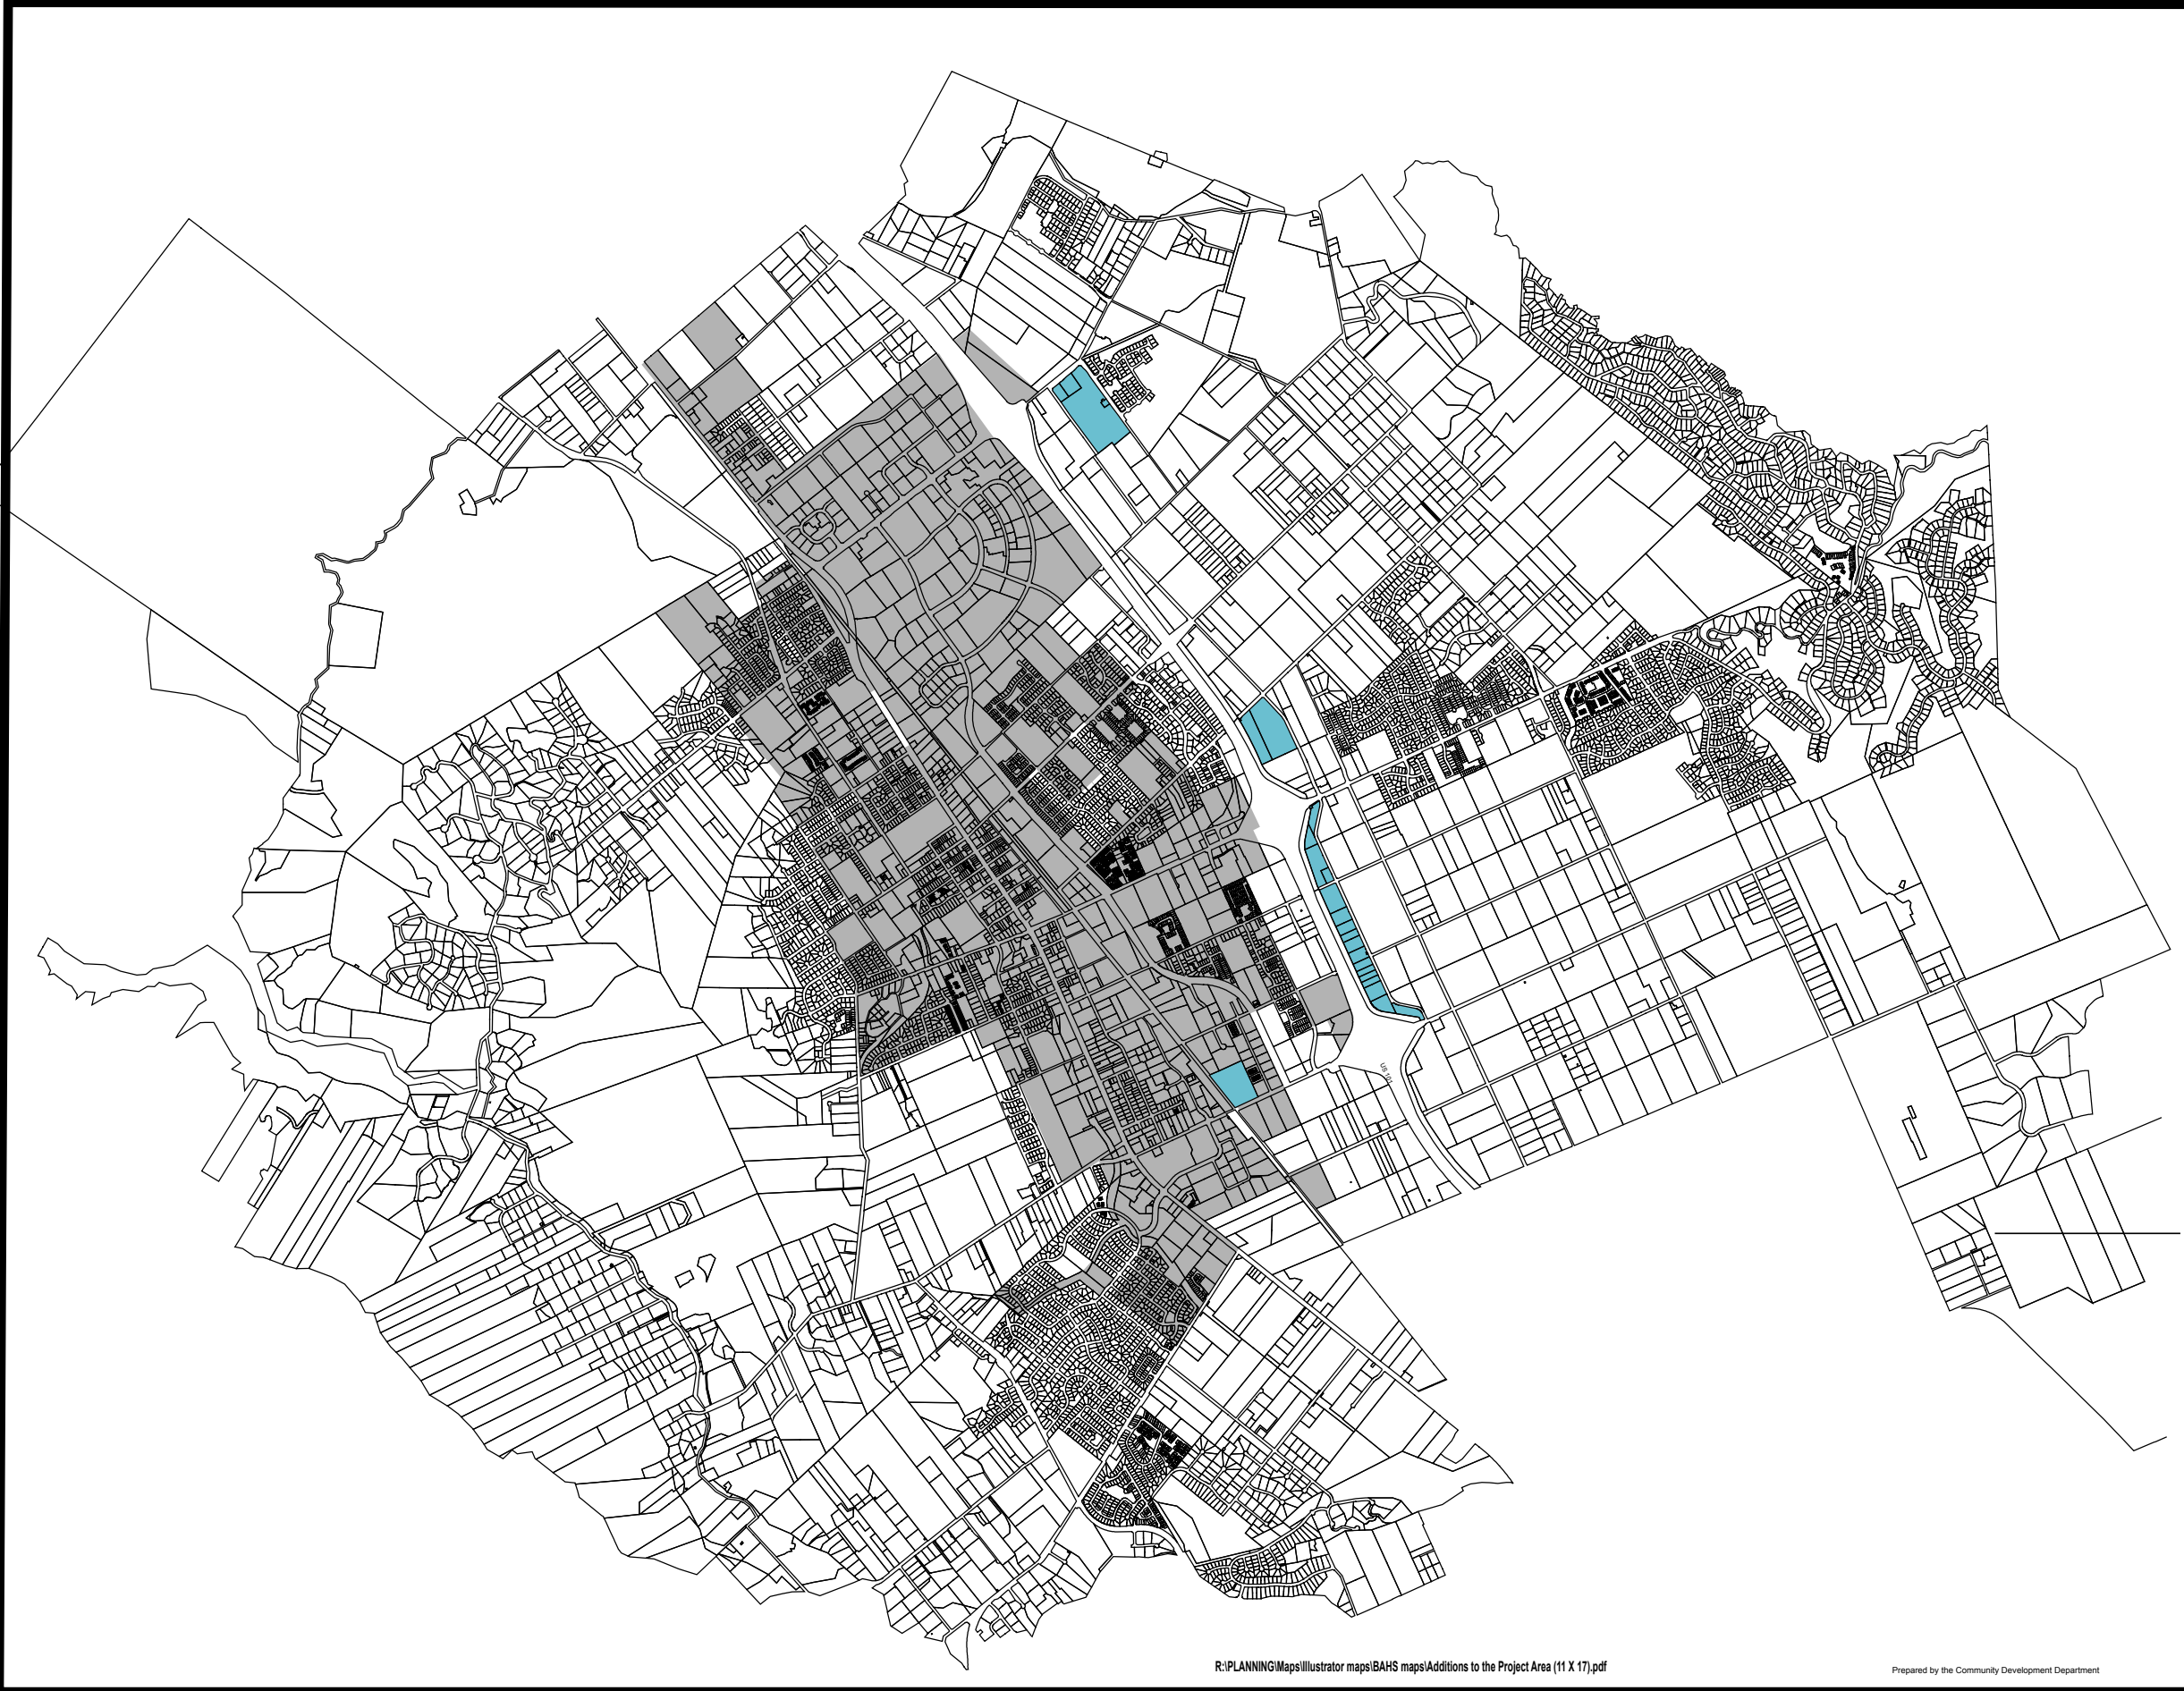 US 101
R:\PLANNING\Maps\Illustrator maps\BAHS maps\Additions to the Project Area (11 X 17).pdf
Prepared by the Community Development Department